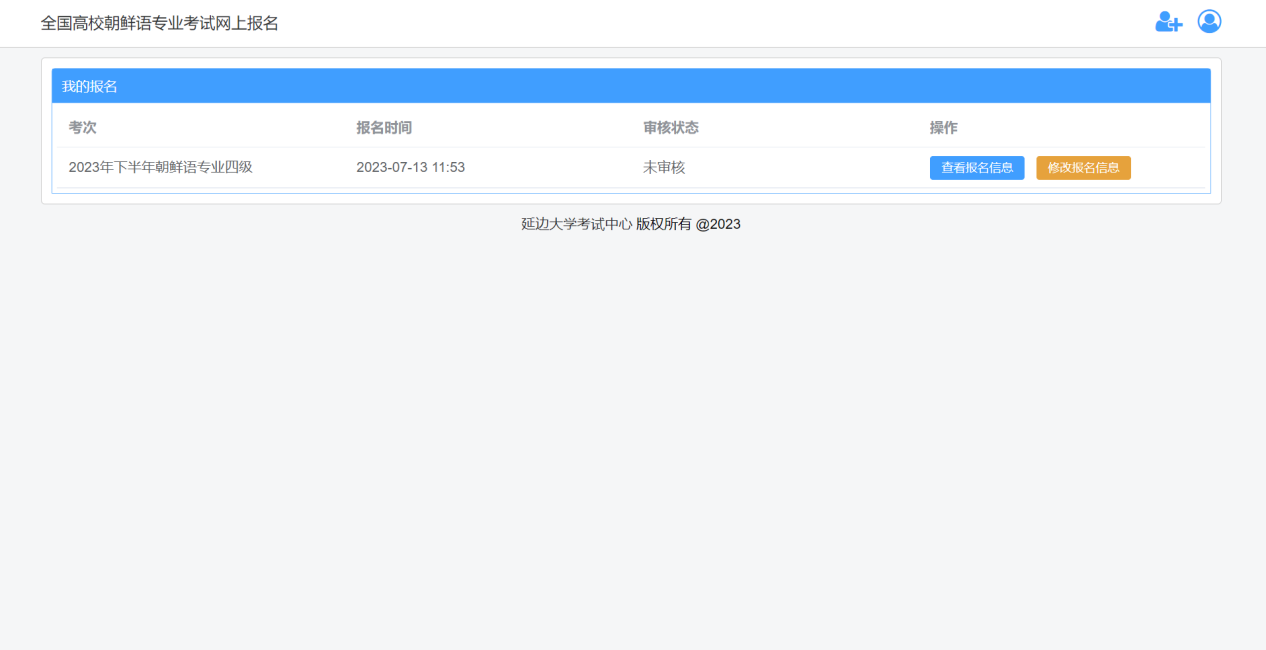 全国高校朝鲜语专业考试网上报名
我的报名
考次 报名时间 审核状态 操作
2023年下半年朝鲜语专业四级 2023-07-13 11:53 未审核 查看报名信息 修改报名信息
延边大学考试中心 版权所有 @2023